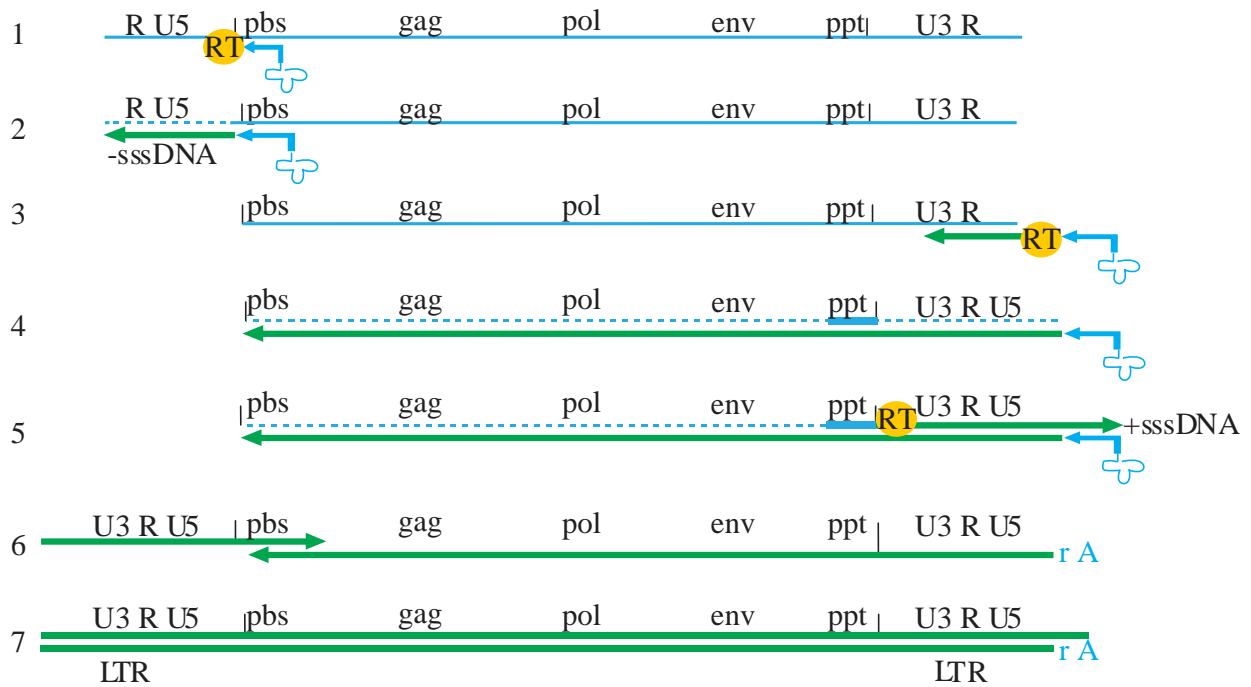 1 R U5 pbs gag pol env ppt U3 R
RT
2 R U5 pbs gag pol env ppt U3 R
-sssDNA
3 pbs gag pol env ppt U3 R
RT
4 pbs gag pol env ppt U3 R U5
5 pbs gag pol env ppt RT U3 R U5 +sssDNA
6 U3 R U5 pbs gag pol env ppt U3 R U5
r A
7 U3 R U5 pbs gag pol env ppt U3 R U5
r A
LTR LTR